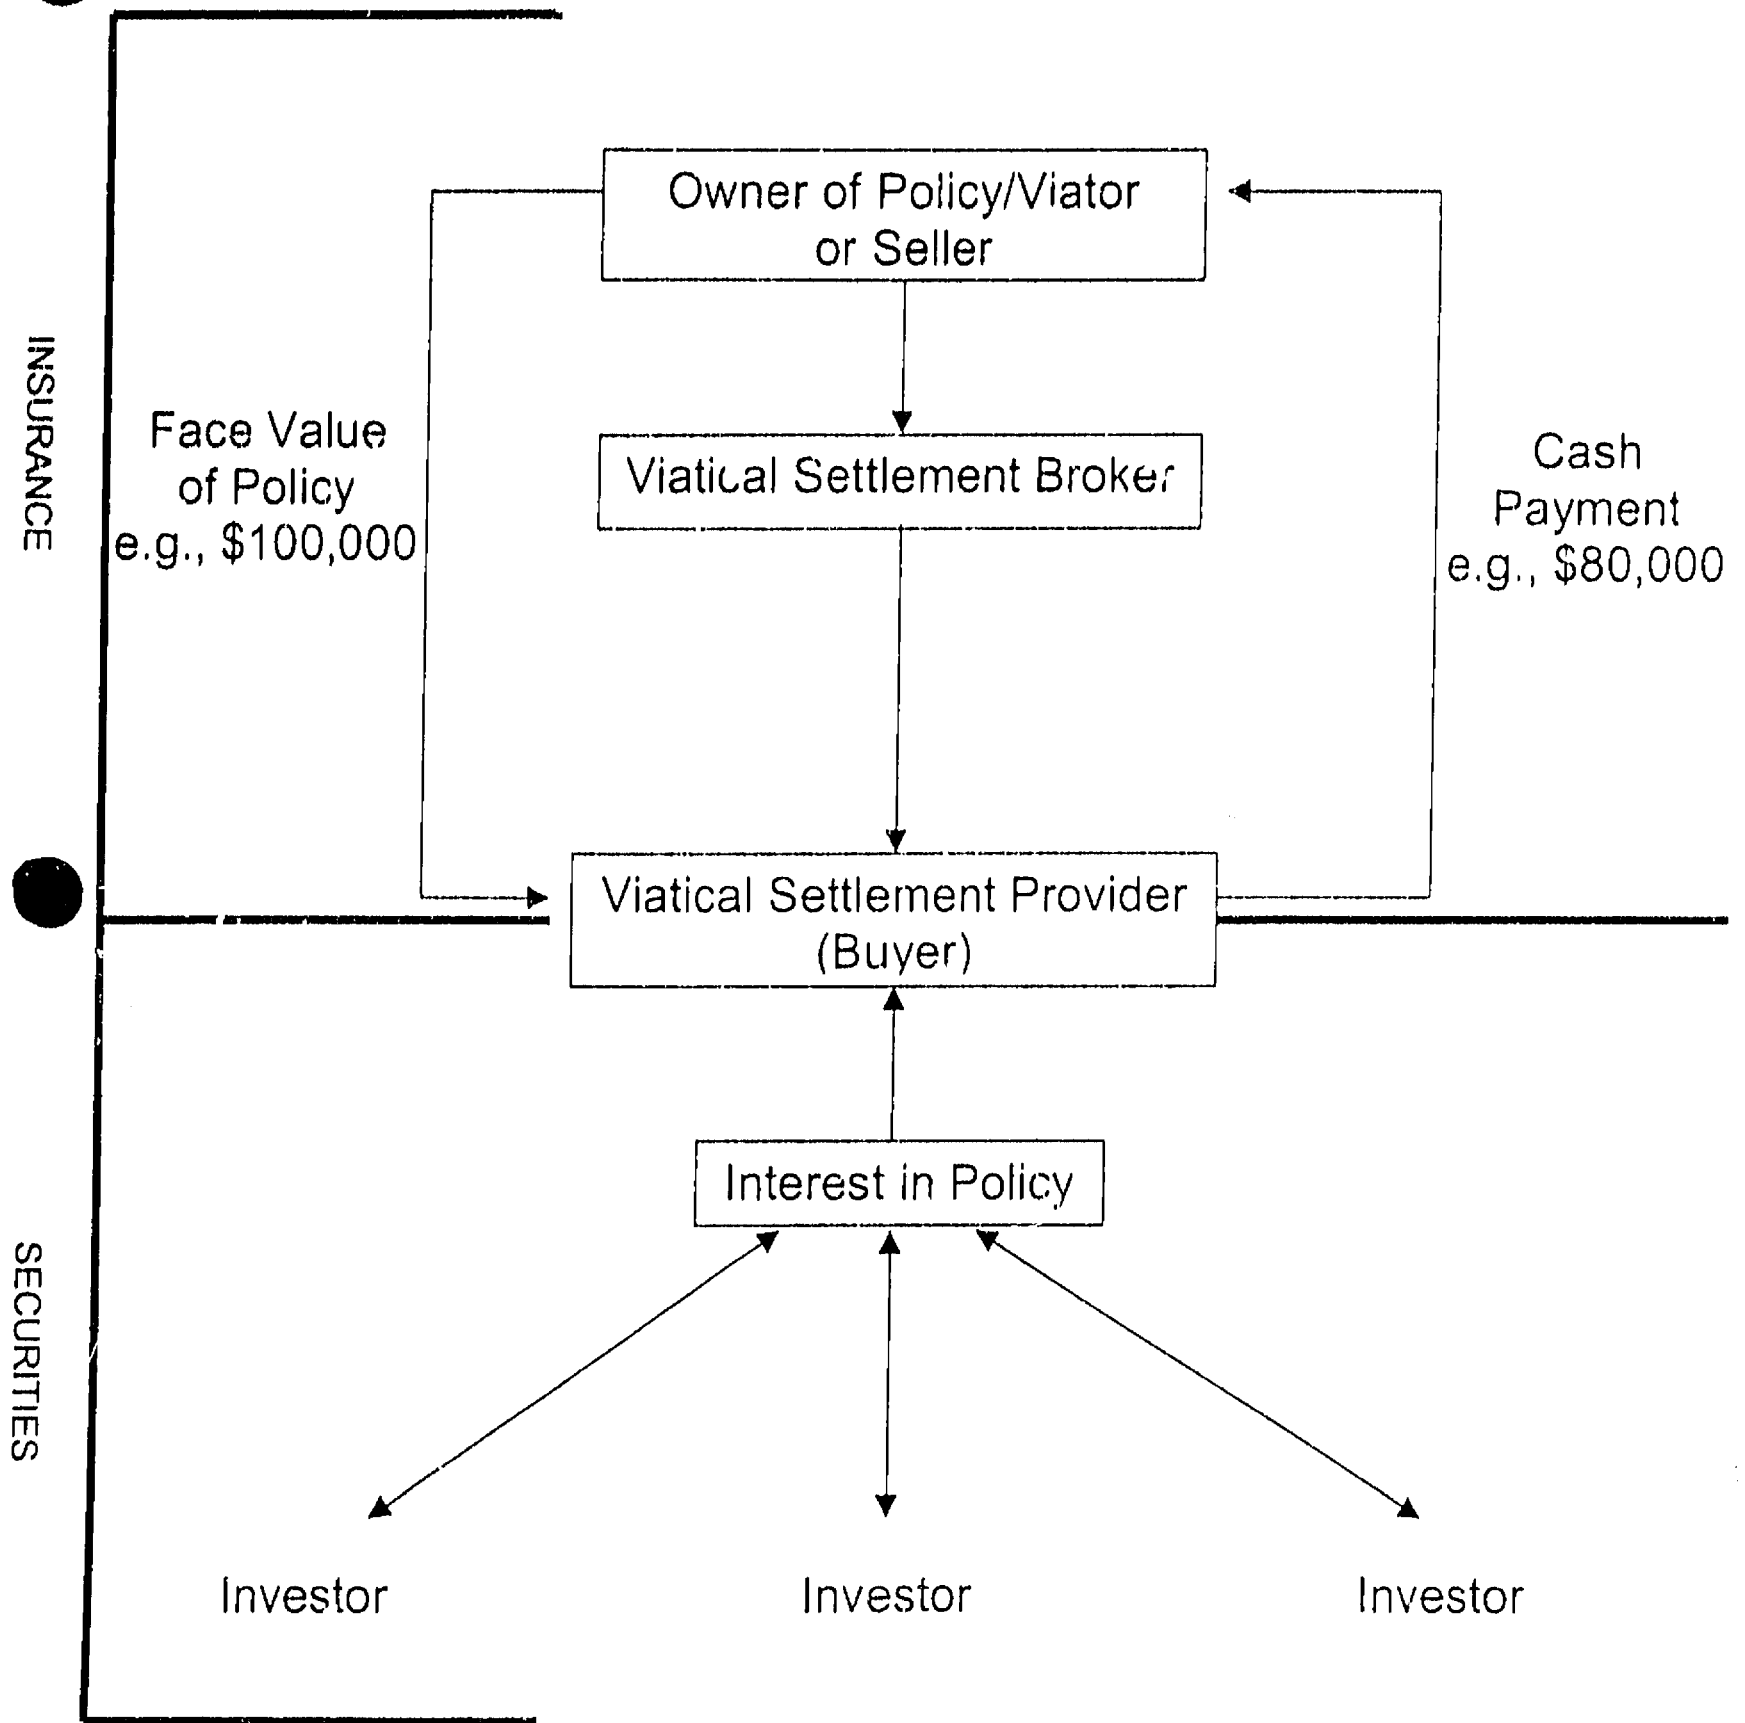 Owner of Policy/Viator
or Seller
INSURANCE
Face Value
of Policy
e.g., $100,000
Viatical Settlement Broker
Cash
Payment
e.g., $80,000
Viatical Settlement Provider
(Buyer)
Interest in Policy
SECURITIES
Investor
Investor
Investor